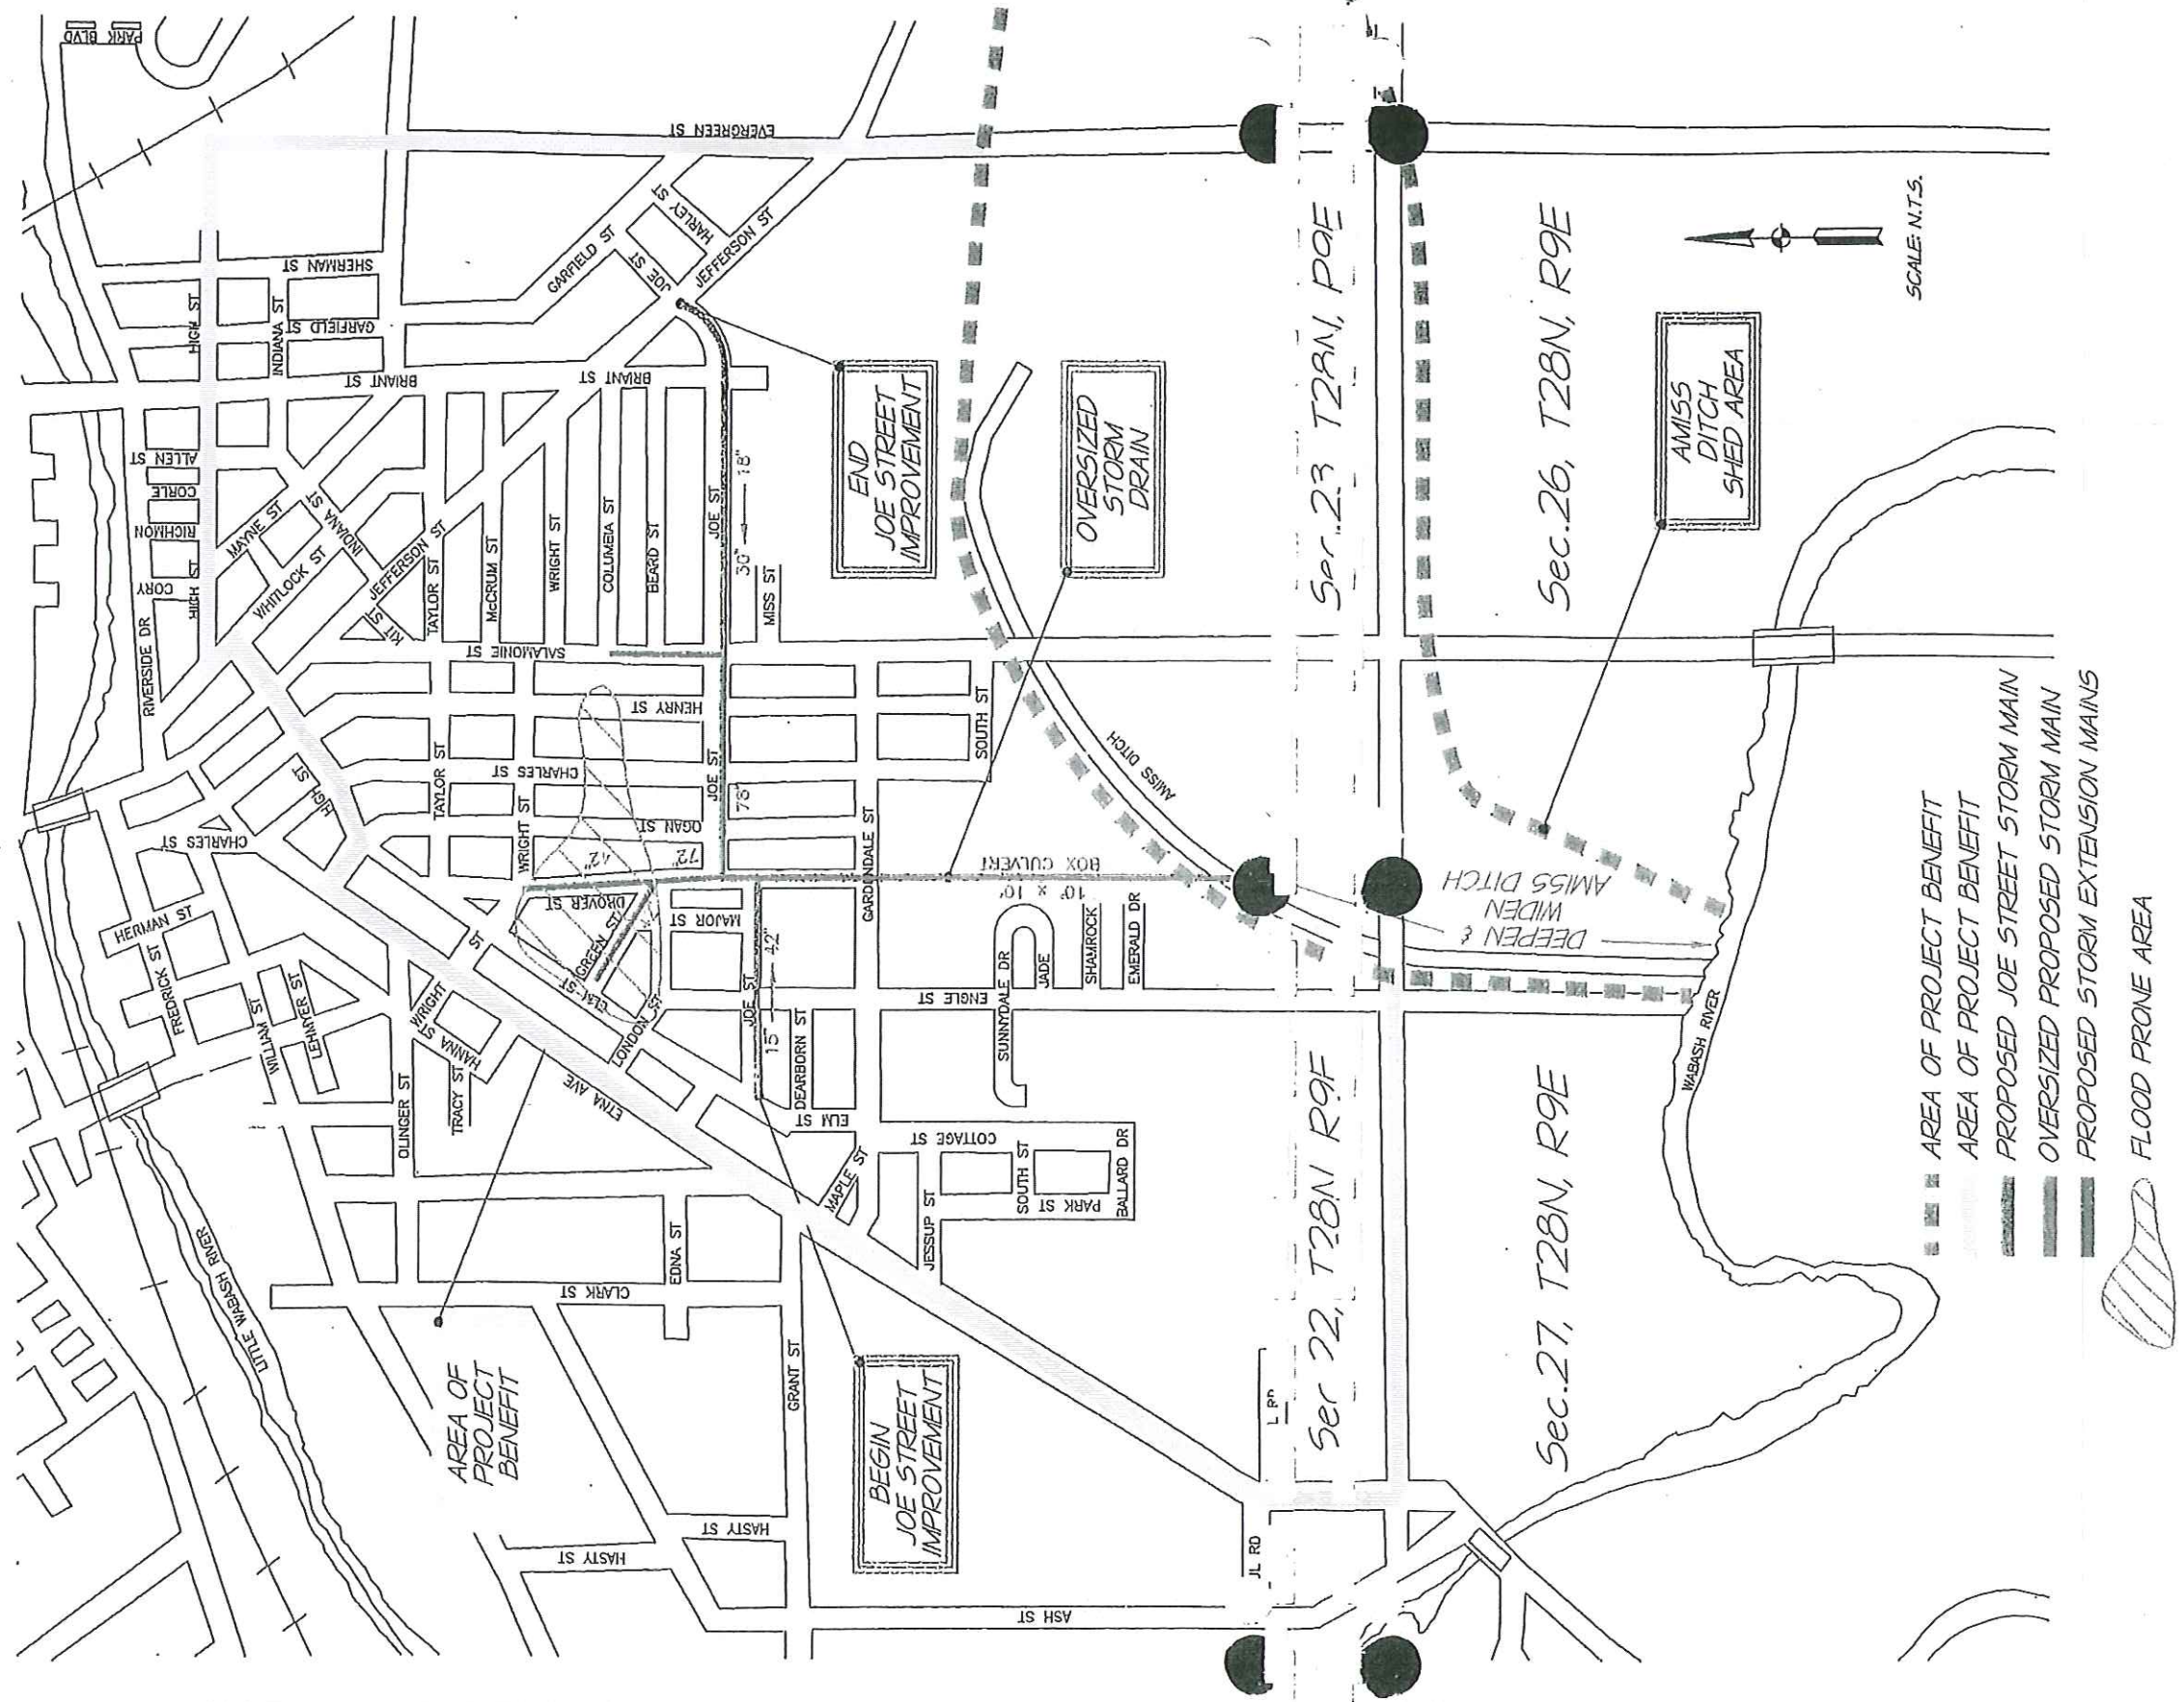 PARK BLVD
EVERGREEN ST
HARLEY ST
GARFIELD ST
JOE ST
JEFFERSON ST
SHERMAN ST
HIGH ST
INDIANA ST
GARFIELD ST
BRIANT ST
BRIANT ST
ALLEN ST
CORLE
RICHMON
CORY
HIGH ST
MAYNE ST
INDIANA ST
WHITLOCK ST
JEFFERSON ST
KIT ST
TAYLOR ST
McCRUM ST
WRIGHT ST
COLUMBIA ST
BEARD ST
JOE ST
30"
18"
MISS ST
RIVERSIDE DR
SALAMONIE ST
HENRY ST
SOUTH ST
TAYLOR ST
CHARLES ST
JOE ST
78"
HIGH ST
CHARLES ST
WRIGHT ST
OGAN ST
42"
72"
GARDENDALE ST
BOX CULVERT
10' x 10'
AMISS DITCH
HERMAN ST
FREDRICK ST
WILLIAM ST
LEHMYER ST
ST
DROVER ST
GREEN ST
MAJOR ST
ELM ST
LONDON ST
JOE ST
15"
42"
ENGLE ST
SUNNYDALE DR
JADE
SHAMROCK
EMERALD DR
WRIGHT
HANNA ST
TRACY ST
OLINGER ST
ETNA AVE
DEARBORN ST
ELM ST
MAPLE ST
COTTAGE ST
JESSUP ST
SOUTH ST
PARK ST
BALLARD DR
EDNA ST
CLARK ST
GRANT ST
HASTY ST
HASTY ST
ASH ST
JL RD
L RD
LITTLE WABASH RIVER
WABASH RIVER
END
JOE STREET
IMPROVEMENT
OVERSIZED
STORM
DRAIN
AMISS
DITCH
SHED AREA
BEGIN
JOE STREET
IMPROVEMENT
AREA OF
PROJECT
BENEFIT
DEEPEN &
WIDEN
AMISS DITCH
Sec. 23 T28N, R9E
Sec. 26, T28N, R9E
Sec 22, T28N R9E
Sec. 27, T28N, R9E
SCALE: N.T.S.
AREA OF PROJECT BENEFIT
AREA OF PROJECT BENEFIT
PROPOSED JOE STREET STORM MAIN
OVERSIZED PROPOSED STORM MAIN
PROPOSED STORM EXTENSION MAINS
FLOOD PRONE AREA